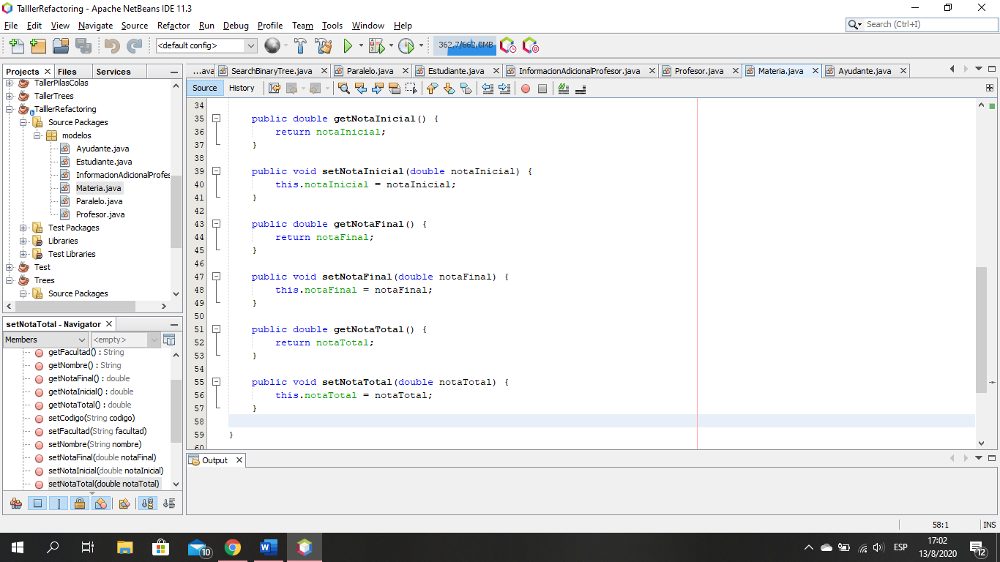 TalllerRefactoring - Apache NetBeans IDE 11.3
File Edit View Navigate Source Refactor Run Debug Profile Team Tools Window Help
Search (Ctrl+I)
<default config>
362,7/662,0MB
Projects Files Services
TallerPilasColas
TallerTrees
TalllerRefactoring
Source Packages
modelos
Ayudante.java
Estudiante.java
InformacionAdicionalProfes
Materia.java
Paralelo.java
Profesor.java
Test Packages
Libraries
Test Libraries
Test
Trees
Source Packages
setNotaTotal - Navigator
Members
<empty>
getFacultad() : String
getNombre() : String
getNotaFinal() : double
getNotaInicial() : double
getNotaTotal() : double
setCodigo(String codigo)
setFacultad(String facultad)
setNombre(String nombre)
setNotaFinal(double notaFinal)
setNotaInicial(double notaInicial)
setNotaTotal(double notaTotal)
...ava SearchBinaryTree.java Paralelo.java Estudiante.java InformacionAdicionalProfesor.java Profesor.java Materia.java Ayudante.java
Source History
34
35 public double getNotaInicial() {
36 return notaInicial;
37 }
38
39 public void setNotaInicial(double notaInicial) {
40 this.notaInicial = notaInicial;
41 }
42
43 public double getNotaFinal() {
44 return notaFinal;
45 }
46
47 public void setNotaFinal(double notaFinal) {
48 this.notaFinal = notaFinal;
49 }
50
51 public double getNotaTotal() {
52 return notaTotal;
53 }
54
55 public void setNotaTotal(double notaTotal) {
56 this.notaTotal = notaTotal;
57 }
58
59 }
60
Output
58:1 INS
10
ESP
17:02
13/8/2020
12